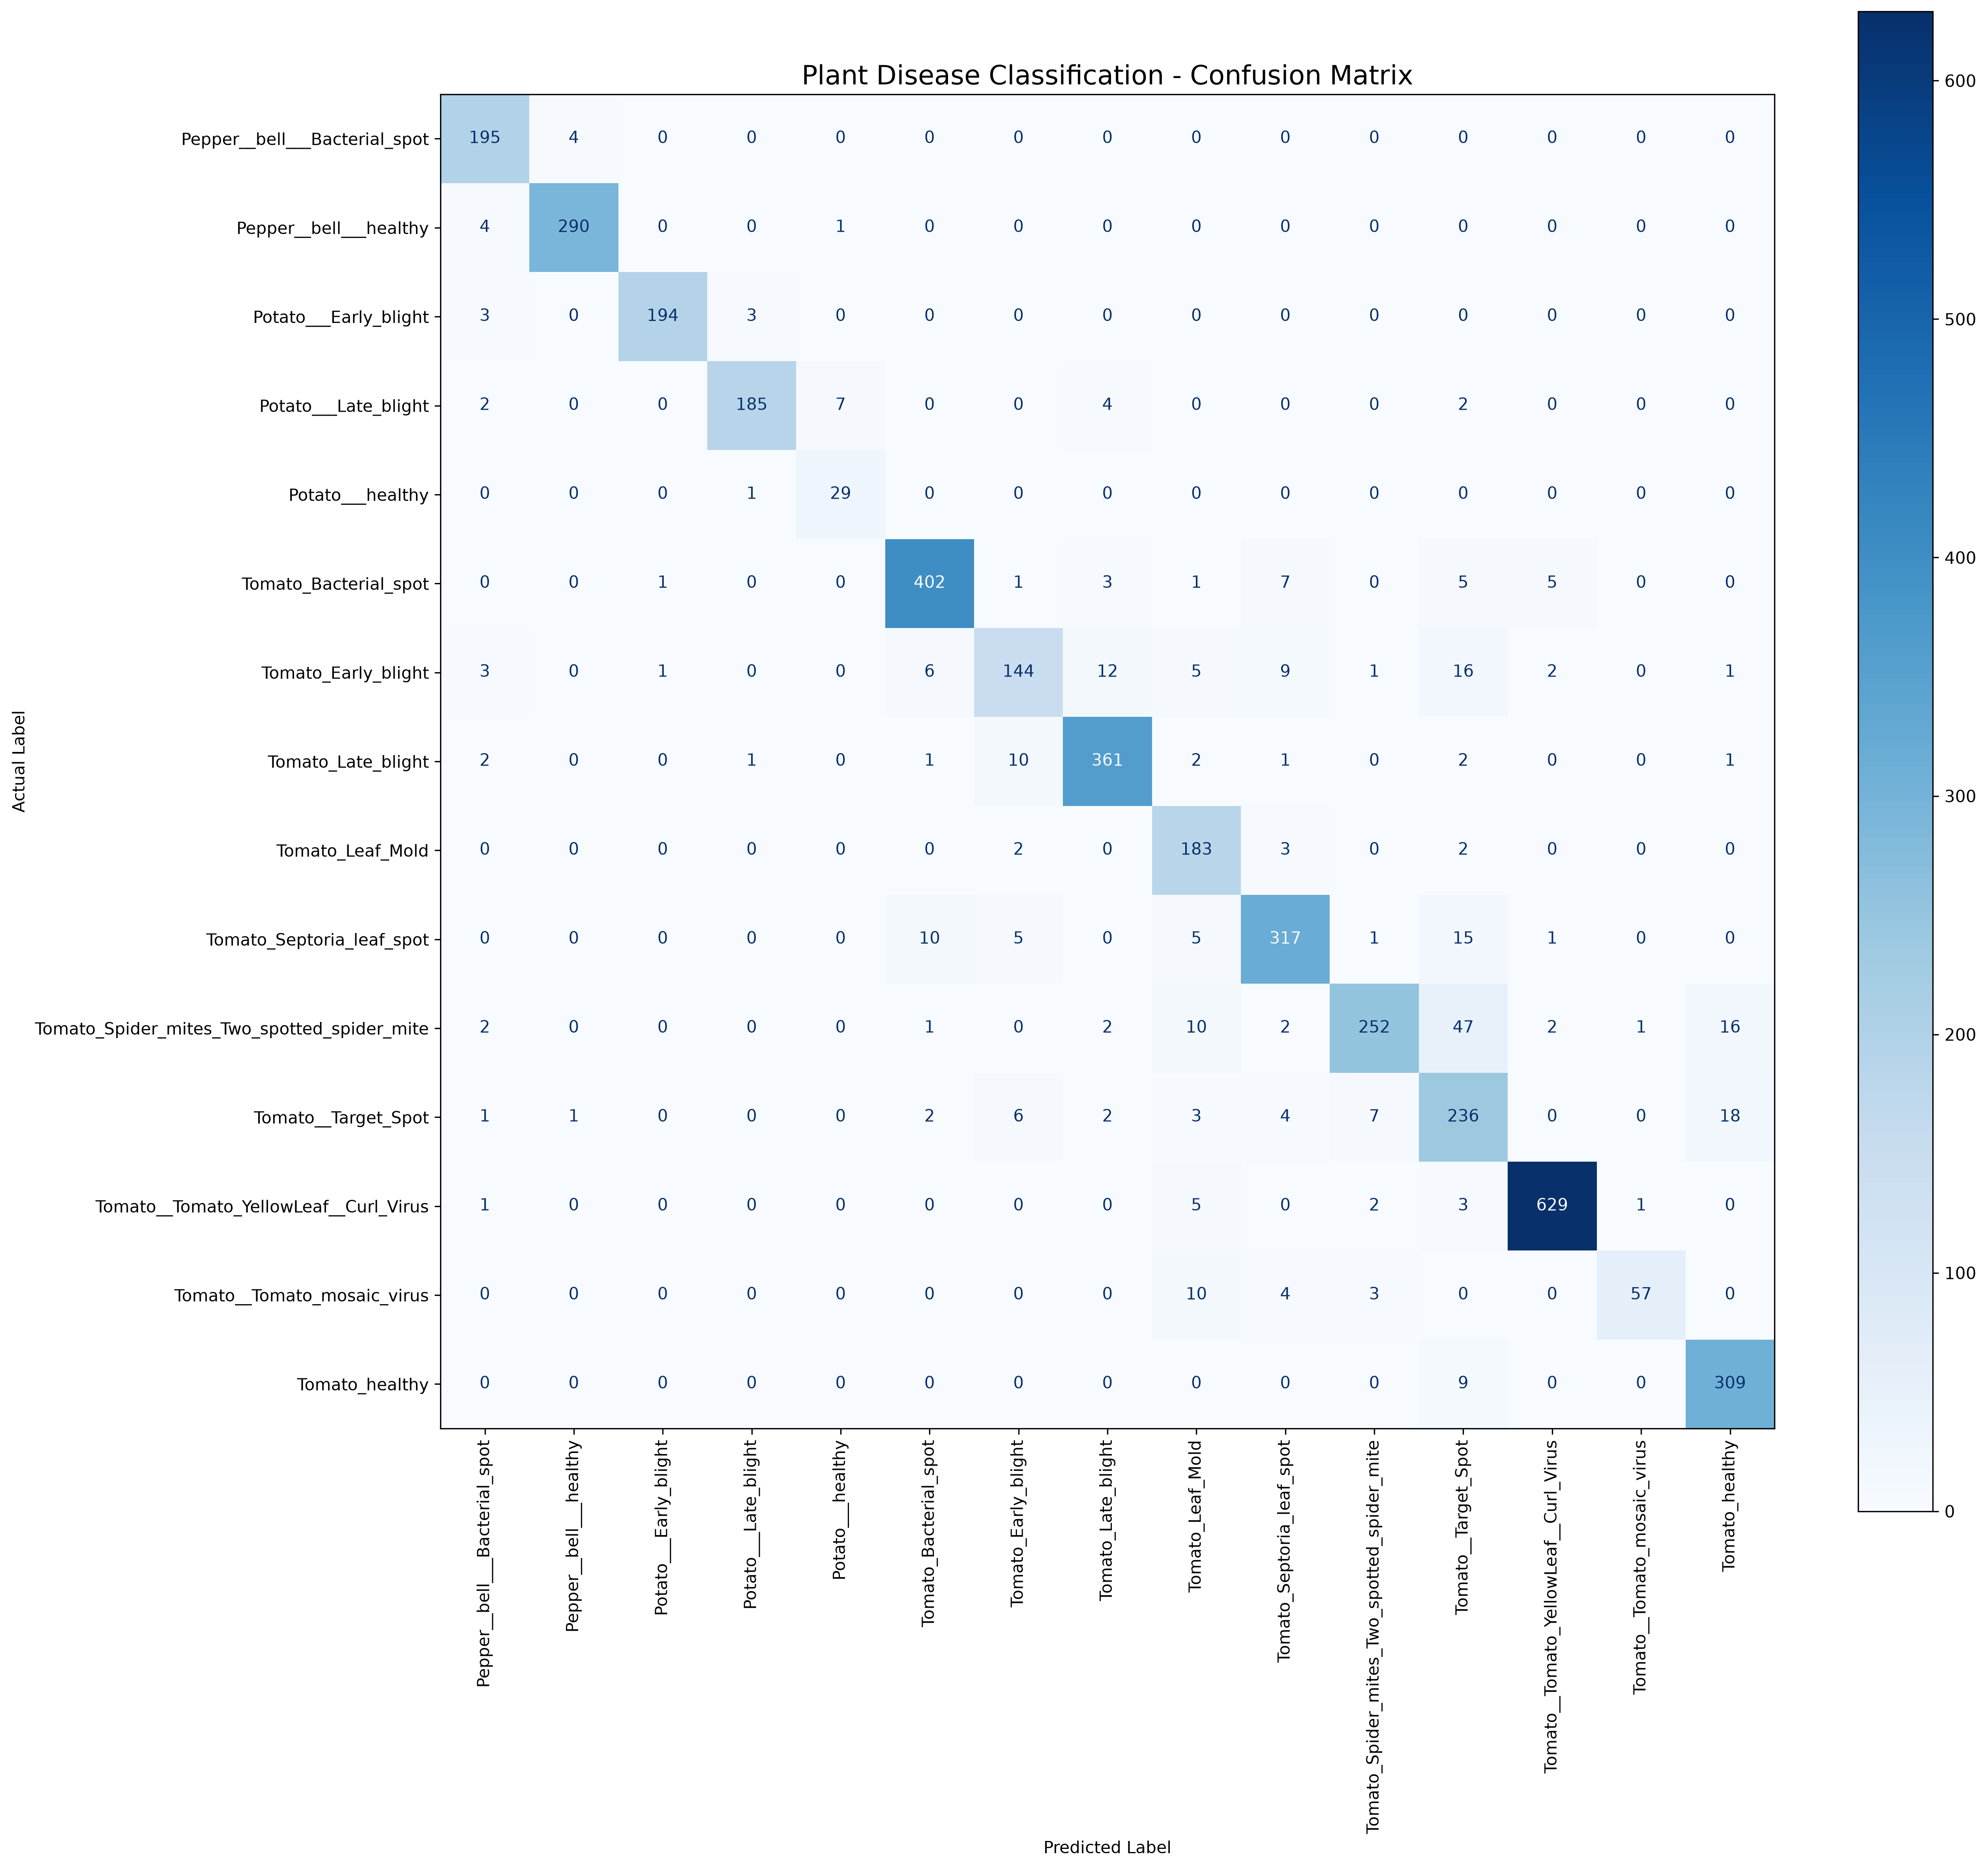 Plant Disease Classification - Confusion Matrix
Pepper__bell___Bacterial_spot 195 4 0 0 0 0 0 0 0 0 0 0 0 0 0
Pepper__bell___healthy 4 290 0 0 1 0 0 0 0 0 0 0 0 0 0
Potato___Early_blight 3 0 194 3 0 0 0 0 0 0 0 0 0 0 0
Potato___Late_blight 2 0 0 185 7 0 0 4 0 0 0 2 0 0 0
Potato___healthy 0 0 0 1 29 0 0 0 0 0 0 0 0 0 0
Tomato_Bacterial_spot 0 0 1 0 0 402 1 3 1 7 0 5 5 0 0
Tomato_Early_blight 3 0 1 0 0 6 144 12 5 9 1 16 2 0 1
Tomato_Late_blight 2 0 0 1 0 1 10 361 2 1 0 2 0 0 1
Tomato_Leaf_Mold 0 0 0 0 0 0 2 0 183 3 0 2 0 0 0
Tomato_Septoria_leaf_spot 0 0 0 0 0 10 5 0 5 317 1 15 1 0 0
Tomato_Spider_mites_Two_spotted_spider_mite 2 0 0 0 0 1 0 2 10 2 252 47 2 1 16
Tomato__Target_Spot 1 1 0 0 0 2 6 2 3 4 7 236 0 0 18
Tomato__Tomato_YellowLeaf__Curl_Virus 1 0 0 0 0 0 0 0 5 0 2 3 629 1 0
Tomato__Tomato_mosaic_virus 0 0 0 0 0 0 0 0 10 4 3 0 0 57 0
Tomato_healthy 0 0 0 0 0 0 0 0 0 0 0 9 0 0 309
Actual Label
Pepper__bell___Bacterial_spot
Pepper__bell___healthy
Potato___Early_blight
Potato___Late_blight
Potato___healthy
Tomato_Bacterial_spot
Tomato_Early_blight
Tomato_Late_blight
Tomato_Leaf_Mold
Tomato_Septoria_leaf_spot
Tomato_Spider_mites_Two_spotted_spider_mite
Tomato__Target_Spot
Tomato__Tomato_YellowLeaf__Curl_Virus
Tomato__Tomato_mosaic_virus
Tomato_healthy
Predicted Label
600
500
400
300
200
100
0